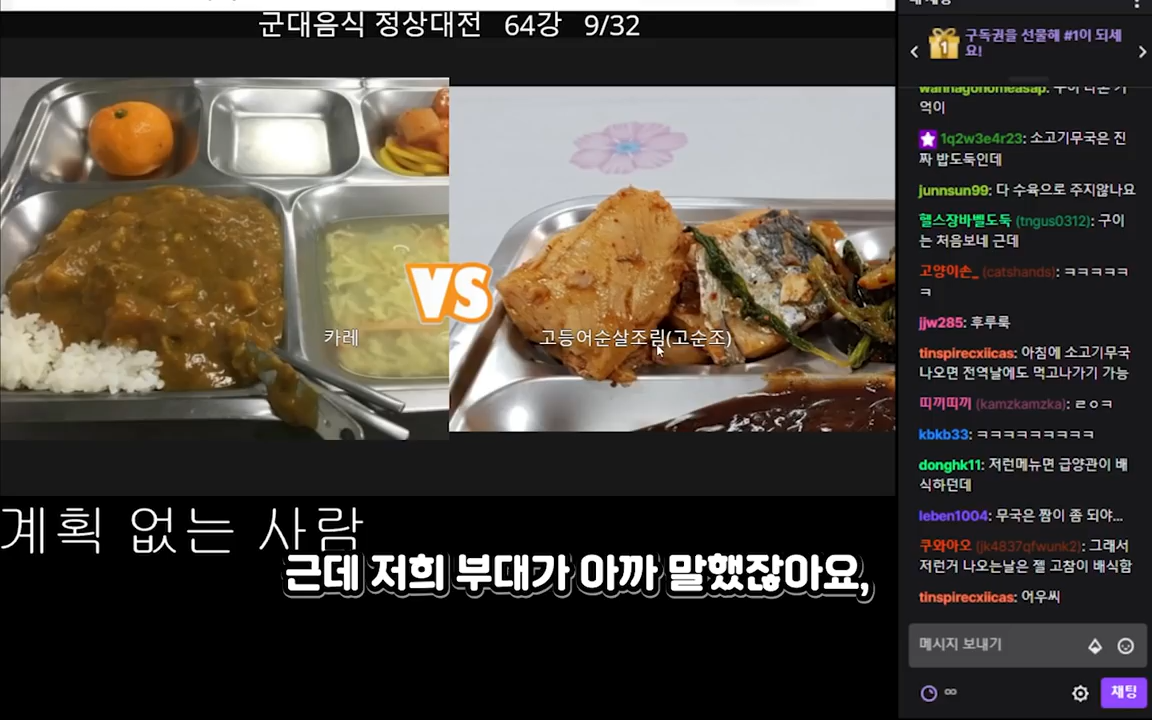 군대음식 정상대전 64강 9/32
VS
카레
고등어순살조림(고순조)
계획 없는 사람
근데 저희 부대가 아까 말했잖아요,
구독권을 선물해 #1이 되세
요!
1
억이
1q2w3e4r23: 소고기무국은 진
짜 밥도둑인데
junnsun99: 다 수육으로 주지않나요
헬스장바벨도둑 (tngus0312): 구이
는 처음보네 근데
고양이손_ (catshands): ㅋㅋㅋㅋㅋ
ㅋ
jjw285: 후루룩
tinspirecxiicas: 아침에 소고기무국
나오면 전역날에도 먹고나가기 가능
띠끼띠끼 (kamzkamzka): ㄹㅇㅋ
kbkb33: ㅋㅋㅋㅋㅋㅋㅋㅋㅋ
donghk11: 저런메뉴면 급양관이 배
식하던데
leben1004: 무국은 짬이 좀 되야...
쿠와아오 (jk4837qfwunk2): 그래서
저런거 나오는날은 젤 고참이 배식함
tinspirecxiicas: 어우씨
메시지 보내기
채팅